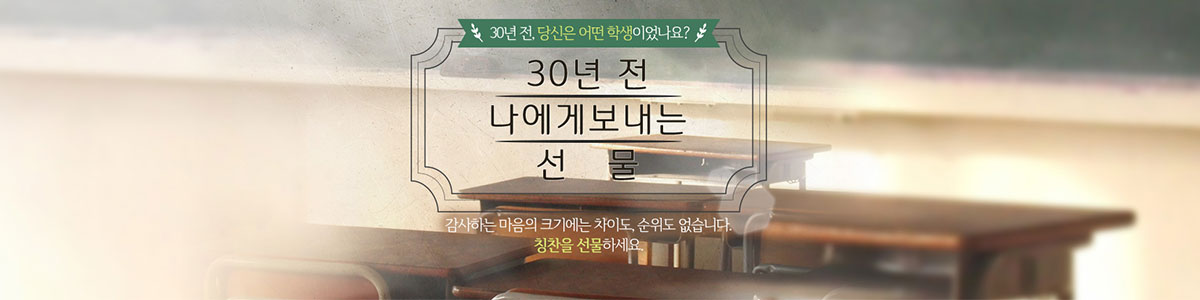 30년 전, 당신은 어떤 학생이었나요?
30년 전
나에게보내는
선 물
감사하는 마음의 크기에는 차이도, 순위도 없습니다.
칭찬을 선물하세요.